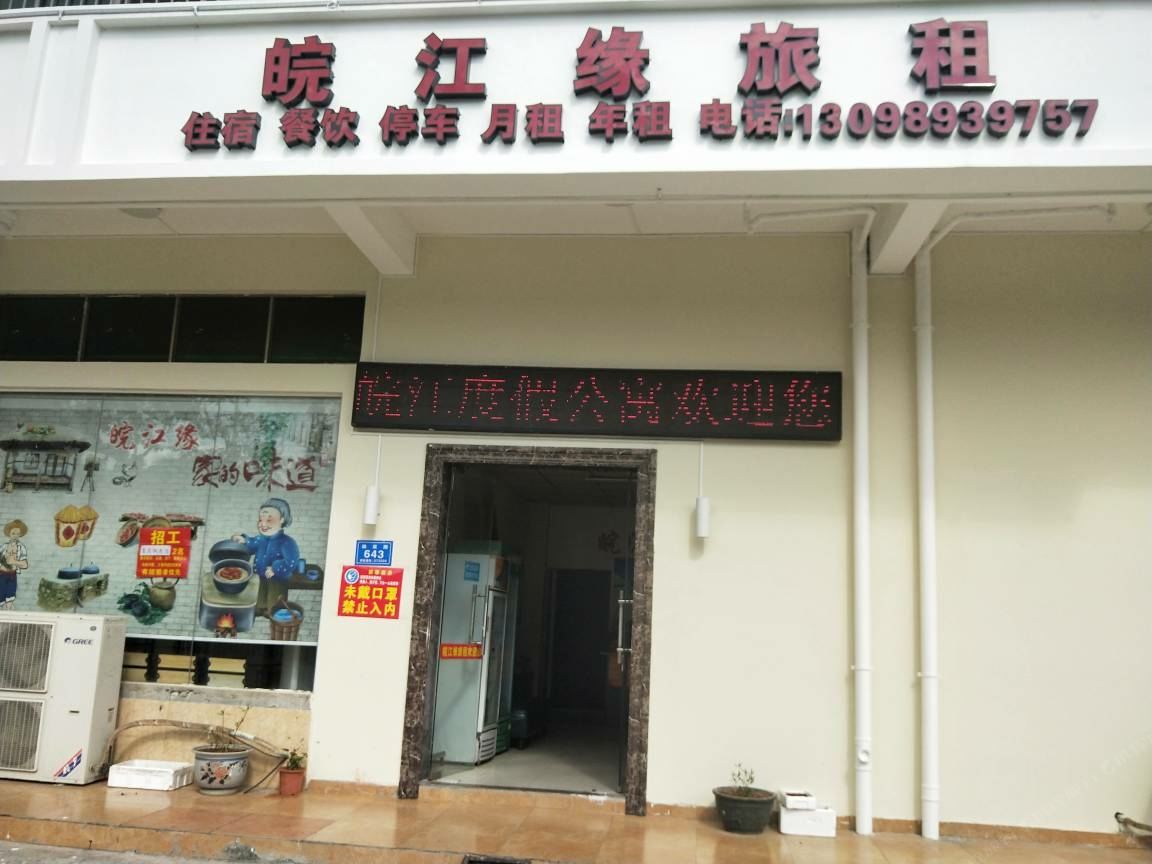 皖江缘旅租
住宿 餐饮 停车 月租 年租 电话:13098939757
皖江度假公寓欢迎您
皖江缘
家的味道
招工
2名
643
未戴口罩
禁止入内
GREE